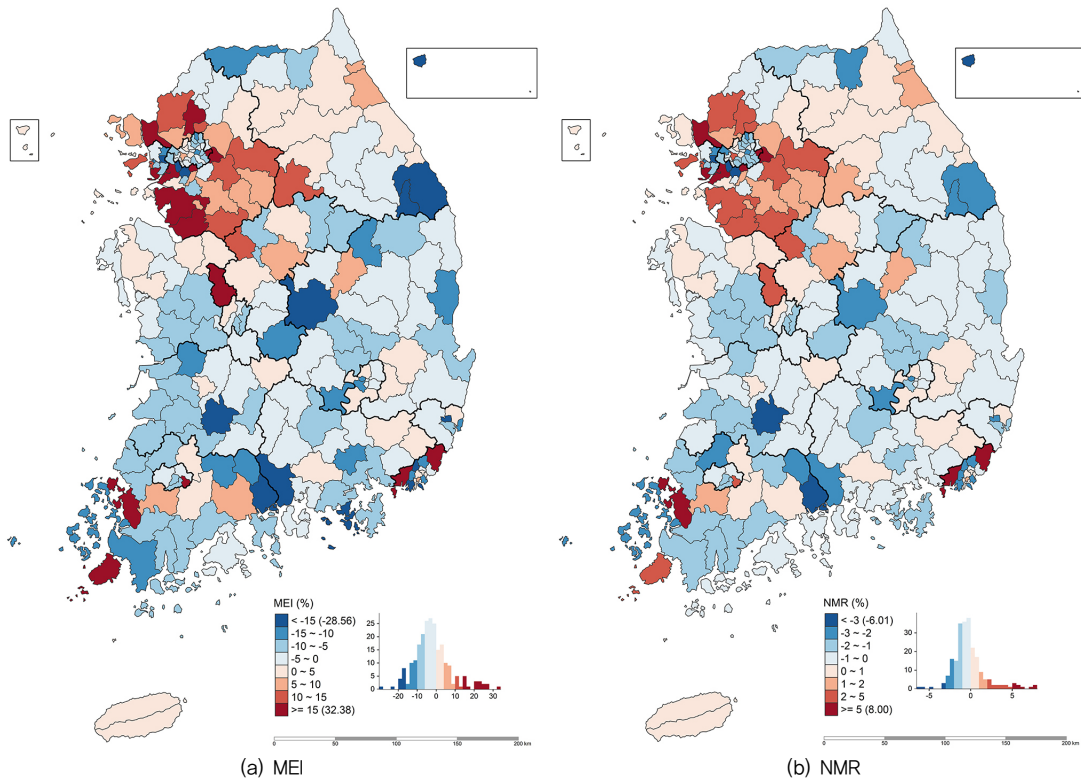 MEI (%)
< -15 (-28.56)
-15 ~ -10
-10 ~ -5
-5 ~ 0
0 ~ 5
5 ~ 10
10 ~ 15
>= 15 (32.38)
25
20
15
10
5
0
-20 -10 0 10 20 30
0 50 100 150 200 km
(a) MEI
NMR (%)
< -3 (-6.01)
-3 ~ -2
-2 ~ -1
-1 ~ 0
0 ~ 1
1 ~ 2
2 ~ 5
>= 5 (8.00)
30
20
10
0
-5 0 5
0 50 100 150 200 km
(b) NMR